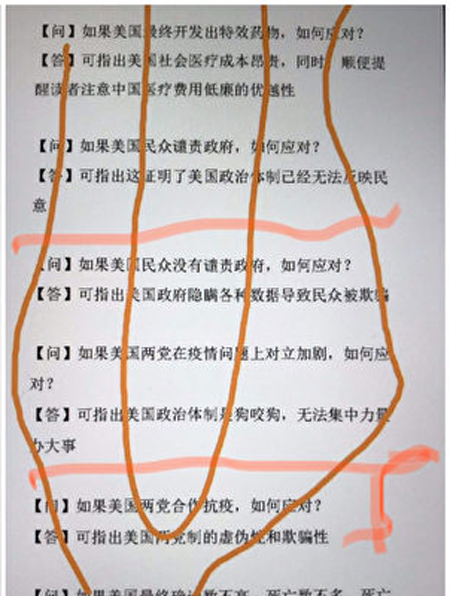 【问】如果美国最终开发出特效药物，如何应对？
【答】可指出美国社会医疗成本昂贵，同时，顺便提
醒读者注意中国医疗费用低廉的优越性
【问】如果美国民众谴责政府，如何应对？
【答】可指出这证明了美国政治体制已经无法反映民
意
【问】如果美国民众没有谴责政府，如何应对？
【答】可指出美国政府隐瞒各种数据导致民众被欺骗
【问】如果美国两党在疫情问题上对立加剧，如何应
对？
【答】可指出美国政治体制是狗咬狗，无法集中力量
办大事
【问】如果美国两党合作抗疫，如何应对？
【答】可指出美国两党制的虚伪性和欺骗性
【问】如果美国最终确诊数不高，死亡数不多，死亡